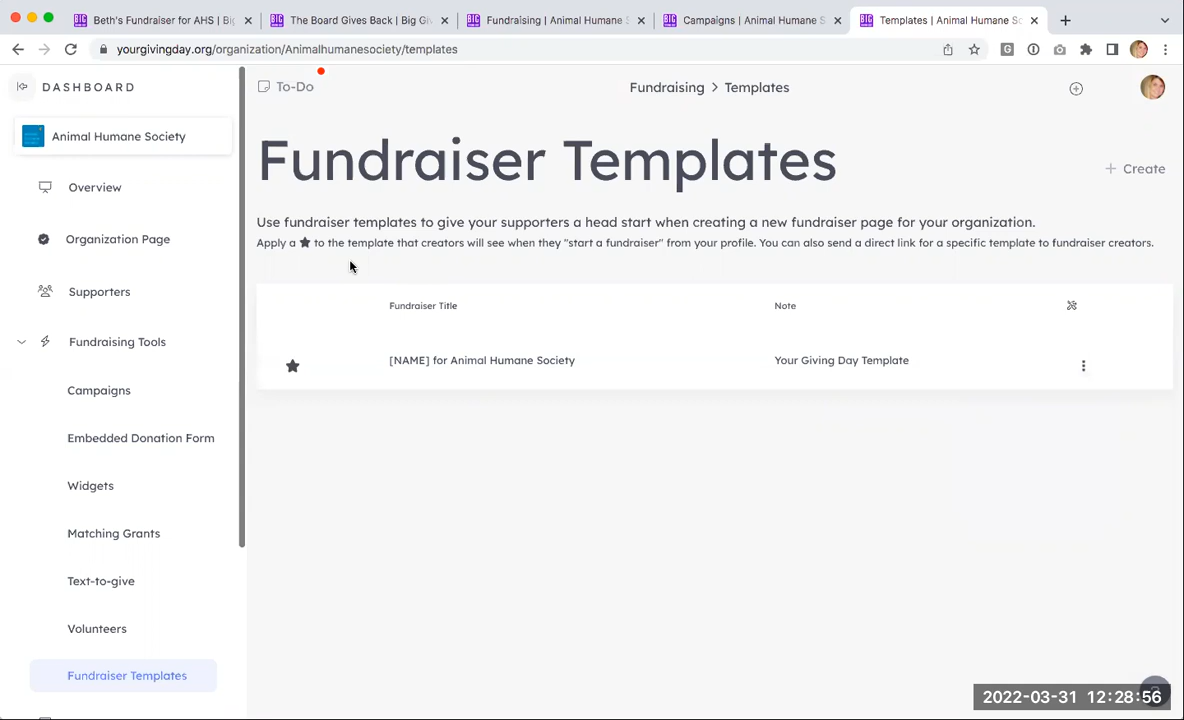 Beth's Fundraiser for AHS | Big
The Board Gives Back | Big Giv
Fundraising | Animal Humane S
Campaigns | Animal Humane S
Templates | Animal Humane Sc
yourgivingday.org/organization/Animalhumanesociety/templates
DASHBOARD
To-Do
Fundraising > Templates
Animal Humane Society
Fundraiser Templates
+ Create
Overview
Use fundraiser templates to give your supporters a head start when creating a new fundraiser page for your organization.
Apply a ★ to the template that creators will see when they "start a fundraiser" from your profile. You can also send a direct link for a specific template to fundraiser creators.
Organization Page
Supporters
Fundraiser Title
Note
Fundraising Tools
[NAME] for Animal Humane Society
Your Giving Day Template
Campaigns
Embedded Donation Form
Widgets
Matching Grants
Text-to-give
Volunteers
Fundraiser Templates
2022-03-31 12:28:56